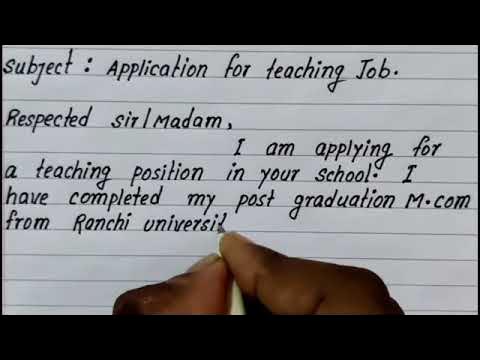 Subject : Application for teaching Job.
Respected Sir/Madam,
I am applying for
a teaching position in your school. I
have completed my post graduation M.com
from Ranchi universit